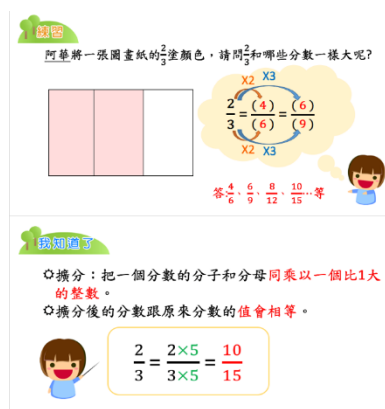 練習
阿華將一張圖畫紙的2/3塗顏色，請問2/3和哪些分數一樣大呢?
X2 X3
2/3=(4)/(6)=(6)/(9)
X2 X3
答:4/6、6/9、8/12、10/15…等
我知道了
擴分：把一個分數的分子和分母同乘以一個比1大
的整數。
擴分後的分數跟原來分數的值會相等。
2/3=2×5/3×5=10/15